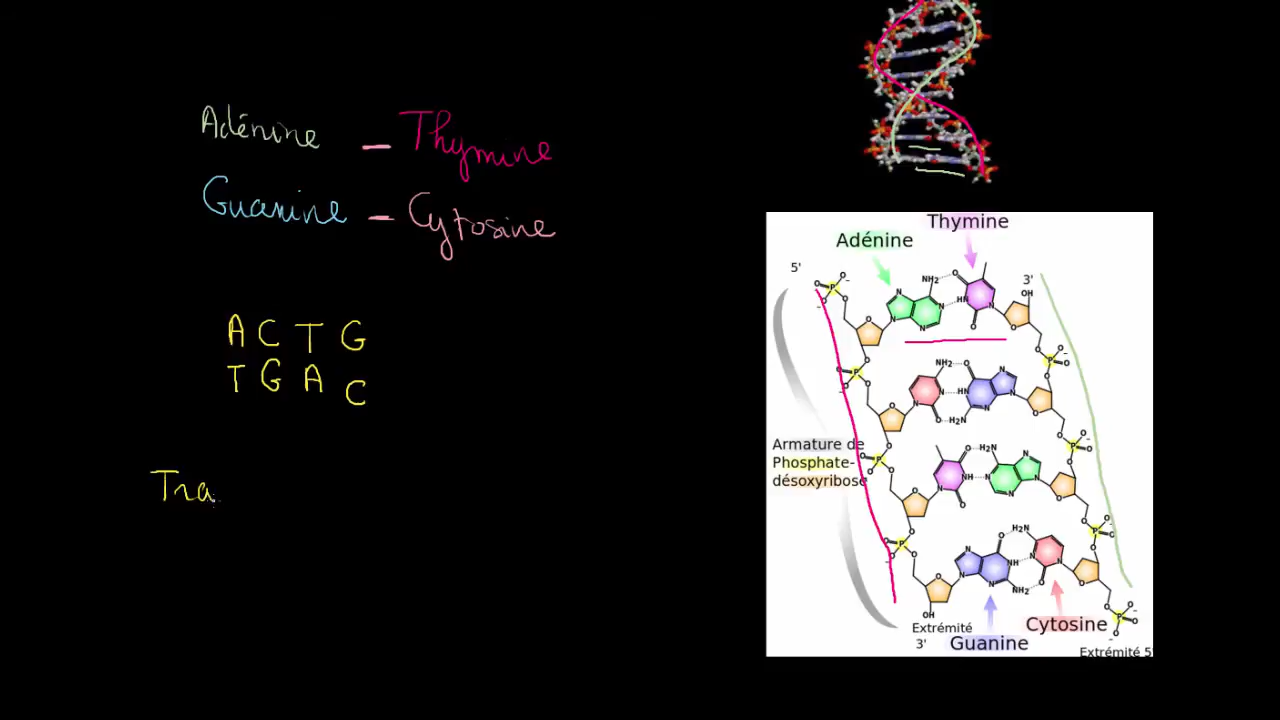 Adénine - Thymine
Guanine - Cytosine
A C T G
T G A C
Tra
Thymine
Adénine
5'
3'
Armature de
Phosphate-
désoxyribose
Extrémité
3'
Guanine
Cytosine
Extrémité 5'